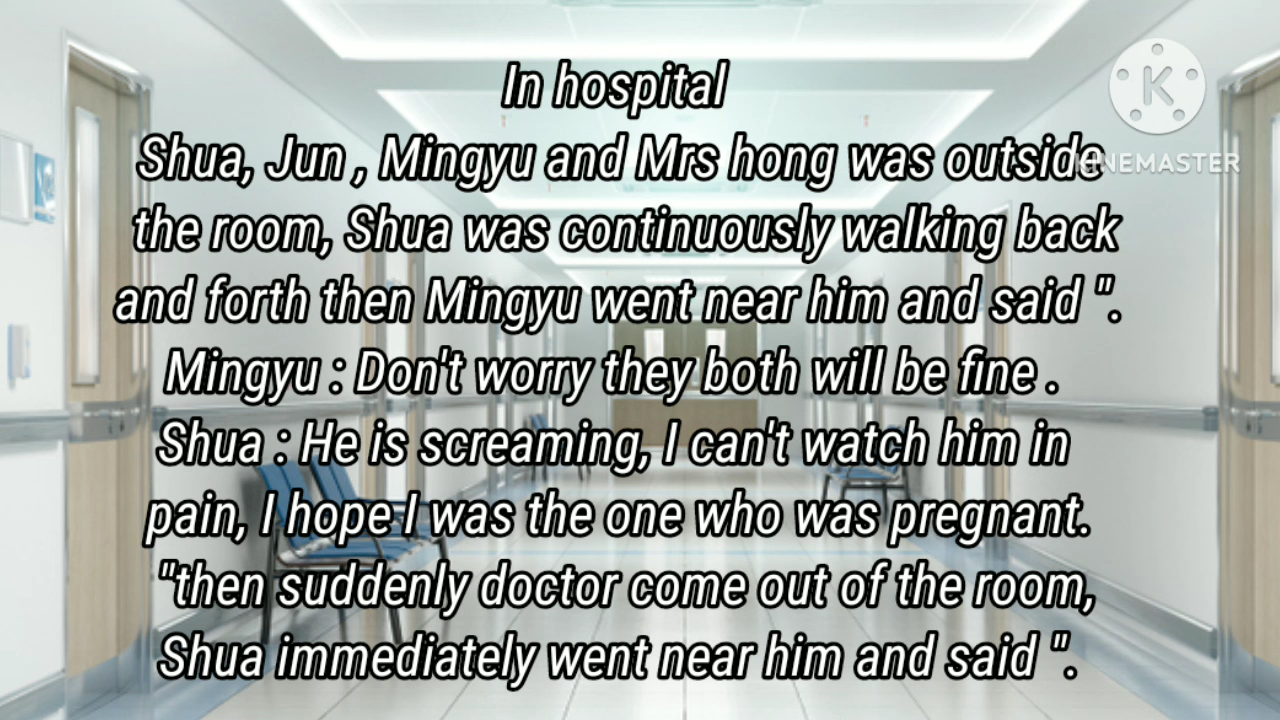 In hospital
Shua, Jun , Mingyu and Mrs hong was outside
the room, Shua was continuously walking back
and forth then Mingyu went near him and said ".
Mingyu : Don't worry they both will be fine .
Shua : He is screaming, I can't watch him in
pain, I hope I was the one who was pregnant.
"then suddenly doctor come out of the room,
Shua immediately went near him and said ".
K
KINEMASTER